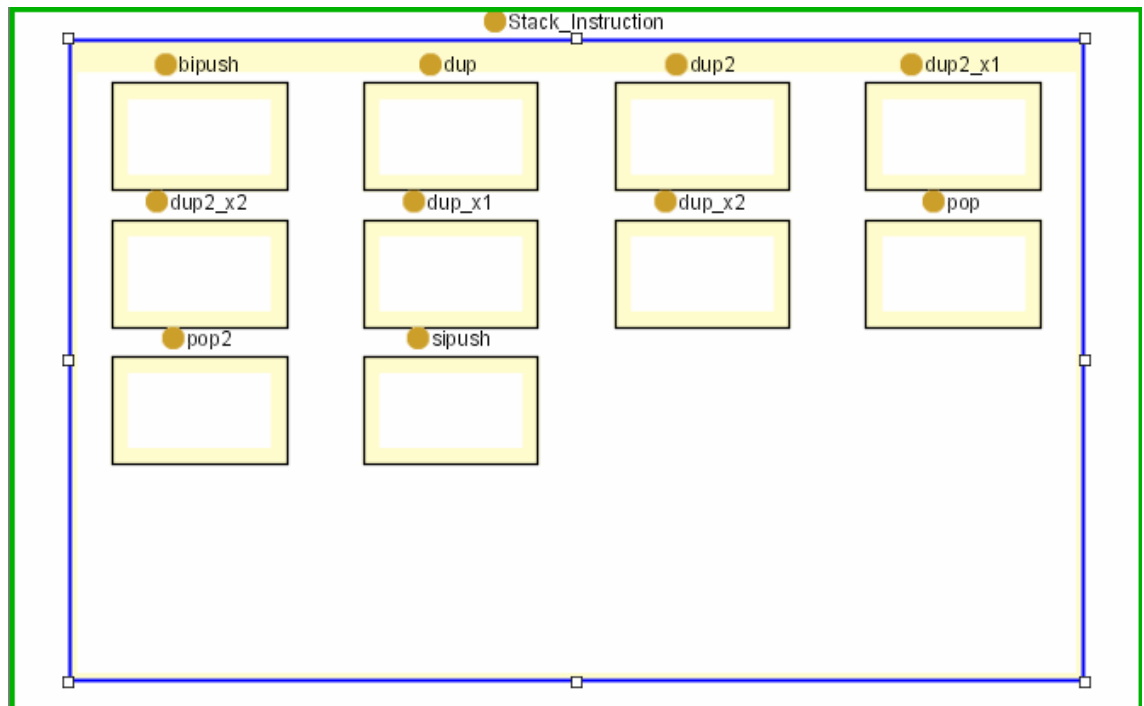 Stack_Instruction
bipush dup dup2 dup2_x1
dup2_x2 dup_x1 dup_x2 pop
pop2 sipush